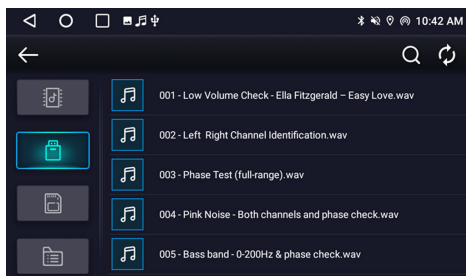 10:42 AM
001 - Low Volume Check - Ella Fitzgerald – Easy Love.wav
002 - Left  Right Channel Identification.wav
003 - Phase Test (full-range).wav
004 - Pink Noise - Both channels and phase check.wav
005 - Bass band - 0-200Hz & phase check.wav